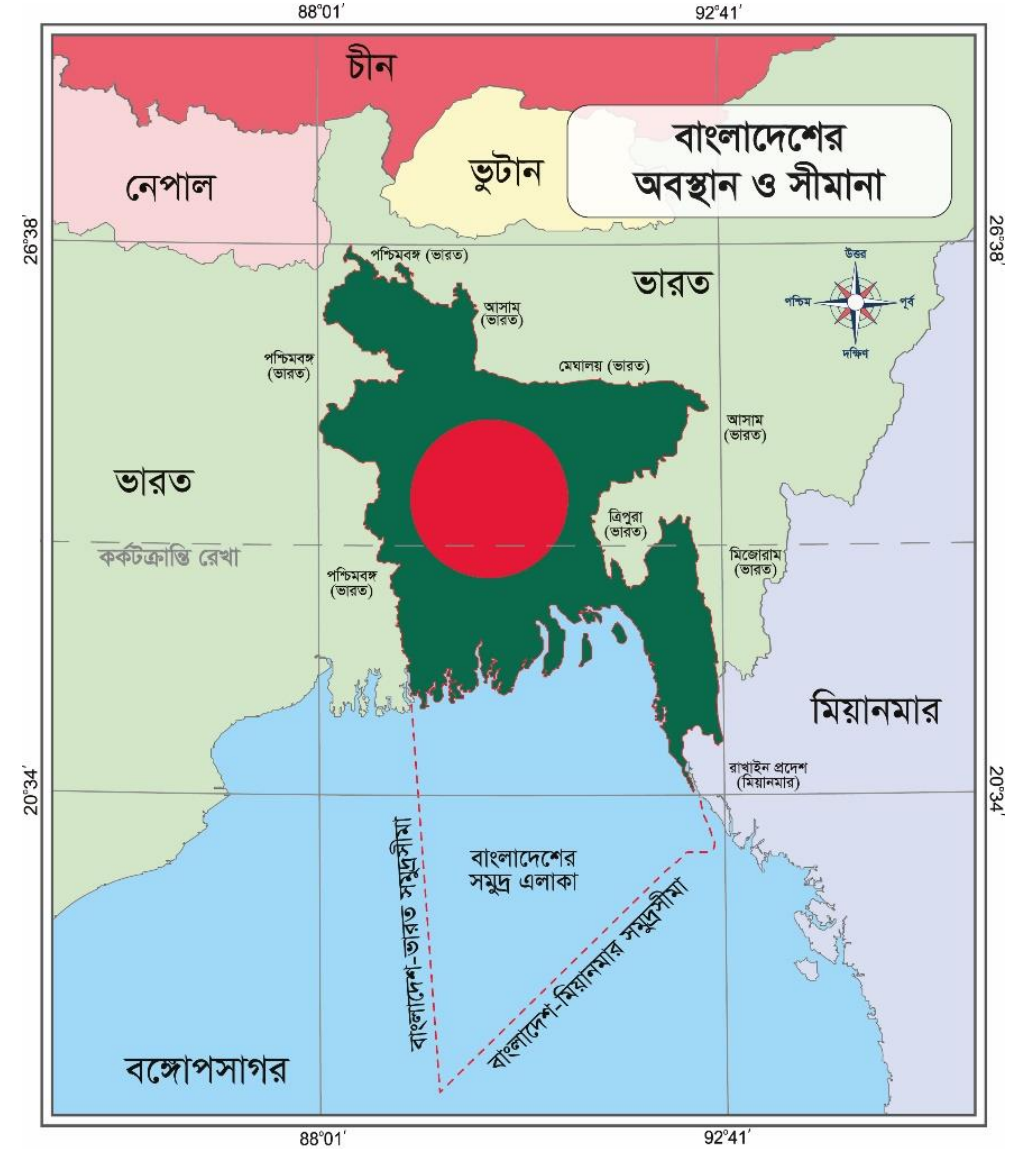 88°01′
92°41′
চীন
বাংলাদেশের
অবস্থান ও সীমানা
নেপাল
ভুটান
26°38′
26°38′
পশ্চিমবঙ্গ (ভারত)
ভারত
উত্তর
পশ্চিম
পূর্ব
দক্ষিণ
আসাম
(ভারত)
পশ্চিমবঙ্গ
(ভারত)
মেঘালয় (ভারত)
আসাম
(ভারত)
ভারত
ত্রিপুরা
(ভারত)
কর্কটক্রান্তি রেখা
মিজোরাম
(ভারত)
পশ্চিমবঙ্গ
(ভারত)
মিয়ানমার
রাখাইন প্রদেশ
(মিয়ানমার)
20°34′
20°34′
বাংলাদেশের
সমুদ্র এলাকা
বাংলাদেশ-ভারত সমুদ্রসীমা
বাংলাদেশ-মিয়ানমার সমুদ্রসীমা
বঙ্গোপসাগর
88°01′
92°41′